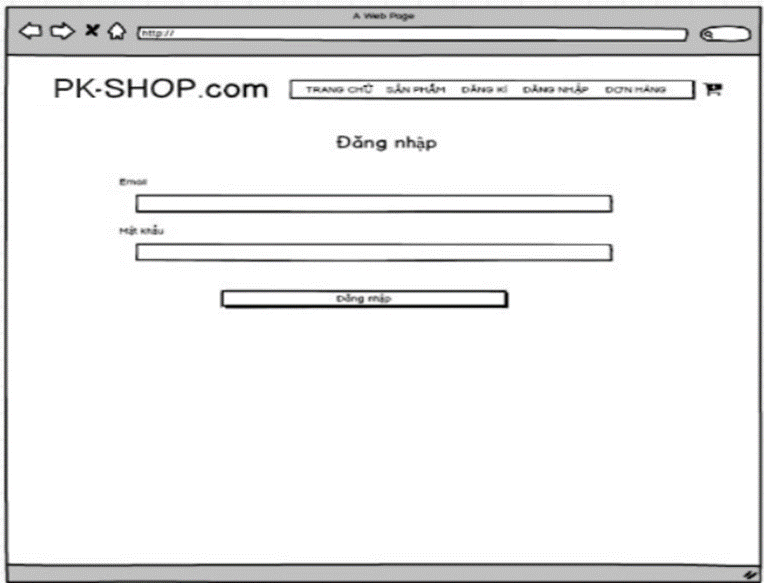 A Web Page
http://
PK-SHOP.com TRANG CHỦ SẢN PHẨM ĐĂNG KÍ ĐĂNG NHẬP ĐƠN HÀNG
Đăng nhập
Email
Mật khẩu
Đăng nhập